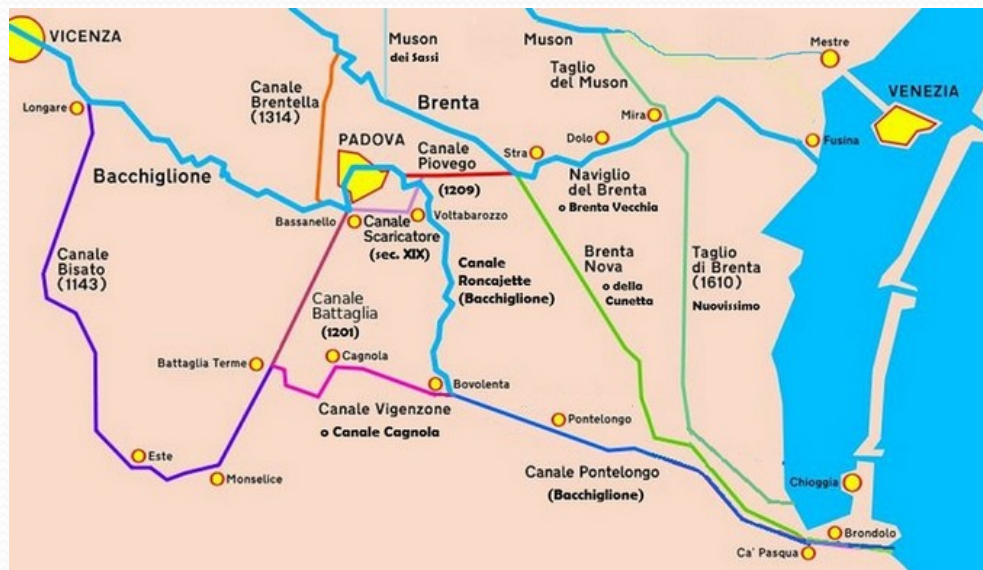 VICENZA
Longare
Bacchiglione
Canale
Bisato
(1143)
Este
Monselice
Battaglia Terme
Canale
Brentella
(1314)
PADOVA
Bassanello
Muson
dei Sassi
Brenta
Canale
Piovego
(1209)
Canale
Scaricatore
(sec. XIX)
Voltabarozzo
Canale
Battaglia
(1201)
Cagnola
Canale
Roncajette
(Bacchiglione)
Bovolenta
Canale Vigenzone
o Canale Cagnola
Muson
Taglio
del Muson
Mestre
VENEZIA
Mira
Dolo
Stra
Fusina
Naviglio
del Brenta
o Brenta Vecchia
Brenta
Nova
o della
Cunetta
Taglio
di Brenta
(1610)
Nuovissimo
Pontelongo
Canale Pontelongo
(Bacchiglione)
Chioggia
Brondolo
Ca' Pasqua